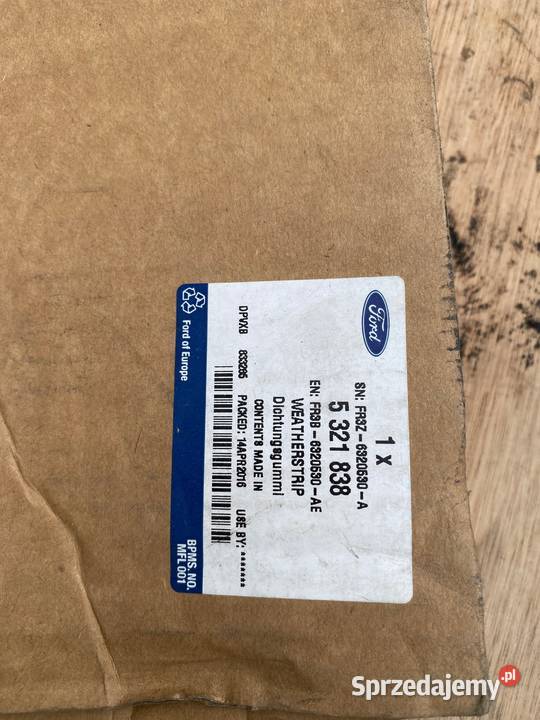 Ford
1 x
SN: FR3Z-6320530-A
5 321 838
EN: FR3B-6320530-AE
WEATHERSTRIP
Dichtungsgummi
CONTENTS MADE IN
PACKED: 14APR2016 USE BY: *******
DPVXB 833285
Ford of Europe
BPMS. NO.
MFL 001
Sprzedajemy.pl